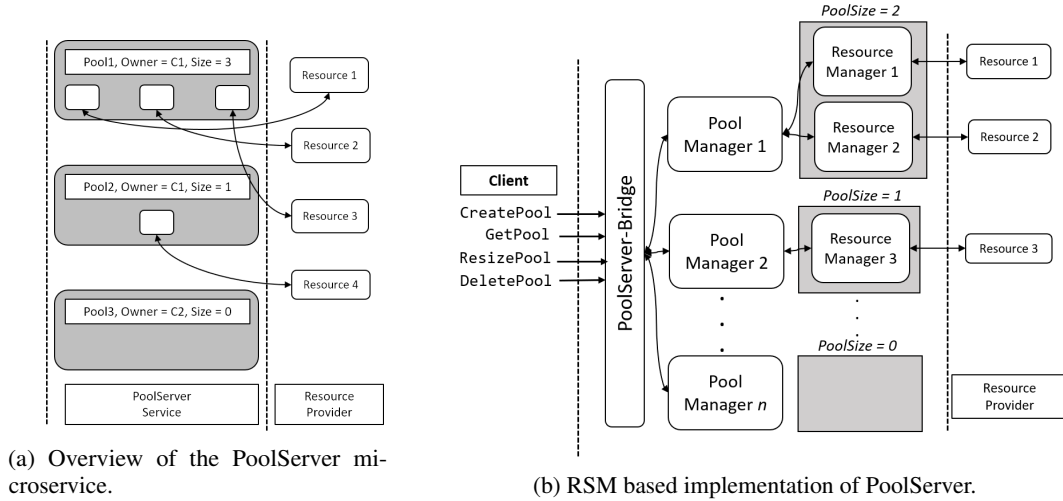 Pool1, Owner = C1, Size = 3
Resource 1
Resource 2
Pool2, Owner = C1, Size = 1
Resource 3
Resource 4
Pool3, Owner = C2, Size = 0
PoolServer
Service
Resource
Provider
(a) Overview of the PoolServer mi-
croservice.
PoolSize = 2
Resource
Manager 1
Resource 1
Pool
Manager 1
Resource
Manager 2
Resource 2
Client
CreatePool
GetPool
ResizePool
DeletePool
PoolServer-Bridge
PoolSize = 1
Pool
Manager 2
Resource
Manager 3
Resource 3
PoolSize = 0
Pool
Manager n
Resource
Provider
(b) RSM based implementation of PoolServer.